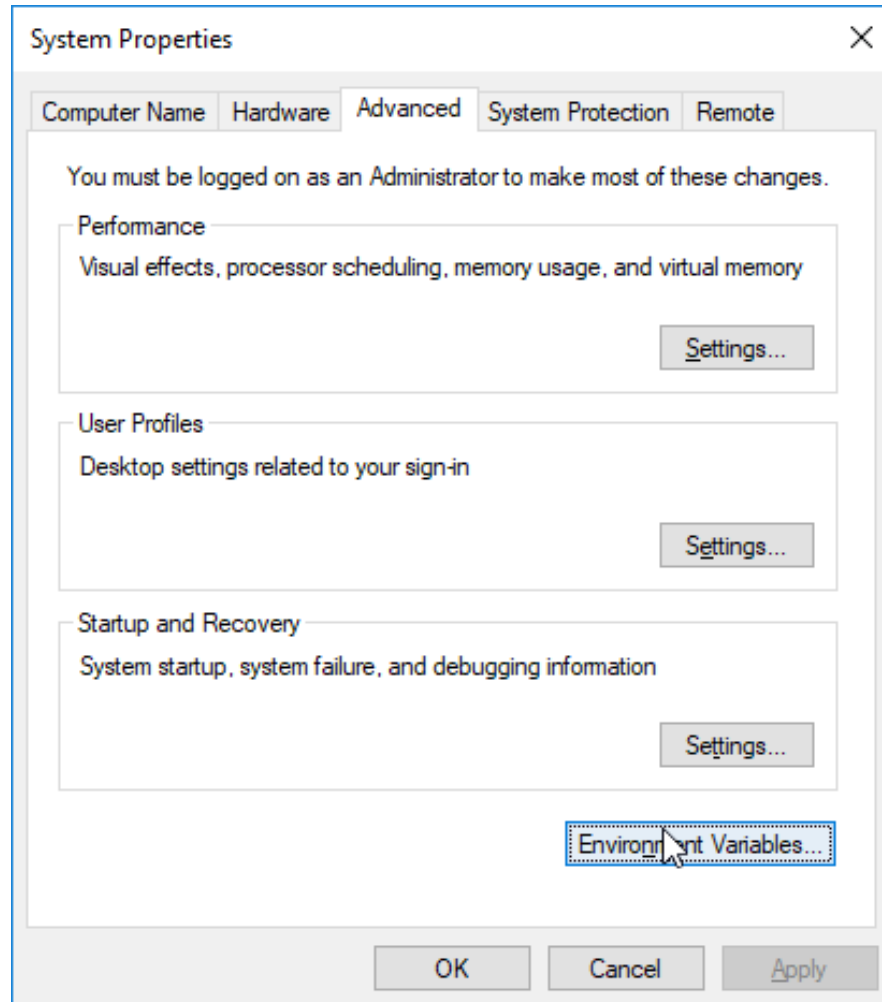 System Properties
Computer Name Hardware Advanced System Protection Remote
You must be logged on as an Administrator to make most of these changes.
Performance
Visual effects, processor scheduling, memory usage, and virtual memory
Settings...
User Profiles
Desktop settings related to your sign-in
Settings...
Startup and Recovery
System startup, system failure, and debugging information
Settings...
Environment Variables...
OK Cancel Apply